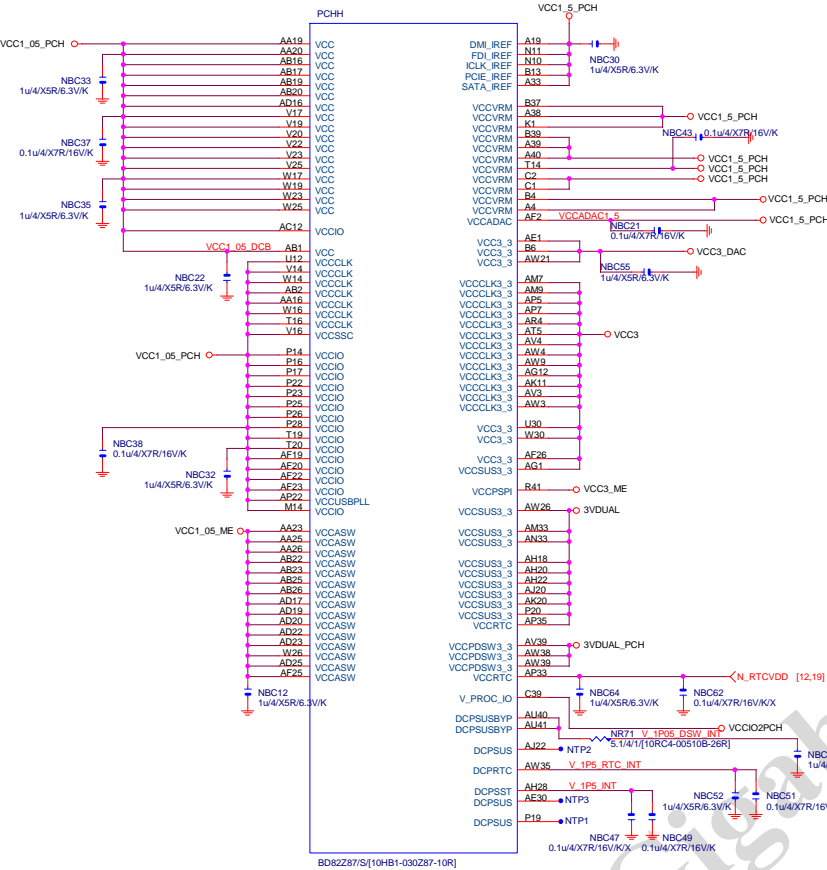 VCC1_5_PCH
PCHH
VCC1_05_PCH
AA19 VCC
AA20 VCC
AB16 VCC
AB17 VCC
AB19 VCC
AB20 VCC
AD16 VCC
V17 VCC
V19 VCC
V20 VCC
V22 VCC
V23 VCC
V25 VCC
W17 VCC
W19 VCC
W23 VCC
W25 VCC
AC12 VCCIO
VCC1_05_DCB AB1 VCC
U12 VCCCLK
V14 VCCCLK
W14 VCCCLK
AB2 VCCCLK
AA16 VCCCLK
W16 VCCCLK
T16 VCCCLK
V16 VCCSSC
NBC33
1u/4/X5R/6.3V/K
NBC37
0.1u/4/X7R/16V/K
NBC35
1u/4/X5R/6.3V/K
NBC22
1u/4/X5R/6.3V/K
VCC1_05_PCH
P14 VCCIO
P16 VCCIO
P17 VCCIO
P22 VCCIO
P23 VCCIO
P25 VCCIO
P26 VCCIO
P28 VCCIO
T19 VCCIO
T20 VCCIO
AF19 VCCIO
AF20 VCCIO
AF22 VCCIO
AF23 VCCIO
AP22 VCCUSBPLL
M14 VCCIO
NBC38
0.1u/4/X7R/16V/K
NBC32
1u/4/X5R/6.3V/K
VCC1_05_ME
AA23 VCCASW
AA25 VCCASW
AA26 VCCASW
AB22 VCCASW
AB23 VCCASW
AB25 VCCASW
AB26 VCCASW
AD17 VCCASW
AD19 VCCASW
AD20 VCCASW
AD22 VCCASW
AD23 VCCASW
W26 VCCASW
AD25 VCCASW
AF25 VCCASW
NBC12
1u/4/X5R/6.3V/K
DMI_IREF A19
FDI_IREF N11
ICLK_IREF N10
PCIE_IREF B13
SATA_IREF A33
NBC30
1u/4/X5R/6.3V/K
VCCVRM B37
VCCVRM A38
VCCVRM K1
VCCVRM B39
VCCVRM A39
VCCVRM A40
VCCVRM T14
VCCVRM C2
VCCVRM C1
VCCVRM B4
VCCVRM A4
VCCADAC AF2 VCCADAC1_5
VCC1_5_PCH
NBC43 0.1u/4/X7R/16V/K
VCC1_5_PCH
VCC1_5_PCH
VCC1_5_PCH
VCC1_5_PCH
VCC1_5_PCH
NBC21
0.1u/4/X7R/16V/K
VCC3_3 AE1
VCC3_3 B6
VCC3_3 AW21
VCC3_DAC
NBC55
1u/4/X5R/6.3V/K
VCCCLK3_3 AM7
VCCCLK3_3 AM9
VCCCLK3_3 AP5
VCCCLK3_3 AP7
VCCCLK3_3 AR4
VCCCLK3_3 AT5
VCCCLK3_3 AV4
VCCCLK3_3 AW4
VCCCLK3_3 AW9
VCCCLK3_3 AG12
VCCCLK3_3 AK11
VCCCLK3_3 AV3
VCCCLK3_3 AW3
VCC3
VCC3_3 U30
VCC3_3 W30
VCC3_3 AF26
VCCSUS3_3 AG1
VCCPSPI R41 VCC3_ME
VCCSUS3_3 AW26 3VDUAL
VCCSUS3_3 AM33
VCCSUS3_3 AN33
VCCSUS3_3 AH18
VCCSUS3_3 AH20
VCCSUS3_3 AH22
VCCSUS3_3 AJ20
VCCSUS3_3 AK20
VCCSUS3_3 P20
VCCRTC AP35
VCCPDSW3_3 AV39 3VDUAL_PCH
VCCPDSW3_3 AW38
VCCPDSW3_3 AW39
VCCRTC AP33 N_RTCVDD [12,19]
NBC64
1u/4/X5R/6.3V/K
NBC62
0.1u/4/X7R/16V/K/X
V_PROC_IO C39
VCCIO2PCH
DCPSUSBYP AU40
DCPSUSBYP AU41
NR71 V_1P05_DSW_INT
5.1/4/1/[10RC4-00510B-26R]
NBC
1u/4/
DCPSUS AJ22 NTP2
DCPRTC AW35 V_1P5_RTC_INT
NBC52
1u/4/X5R/6.3V/K
NBC51
0.1u/4/X7R/16V
DCPSST AH28 V_1P5_INT
DCPSUS AE30 NTP3
DCPSUS P19 NTP1
NBC47
0.1u/4/X7R/16V/K/X
NBC49
0.1u/4/X7R/16V/K
BD82Z87/S/[10HB1-030Z87-10R]
Gigab